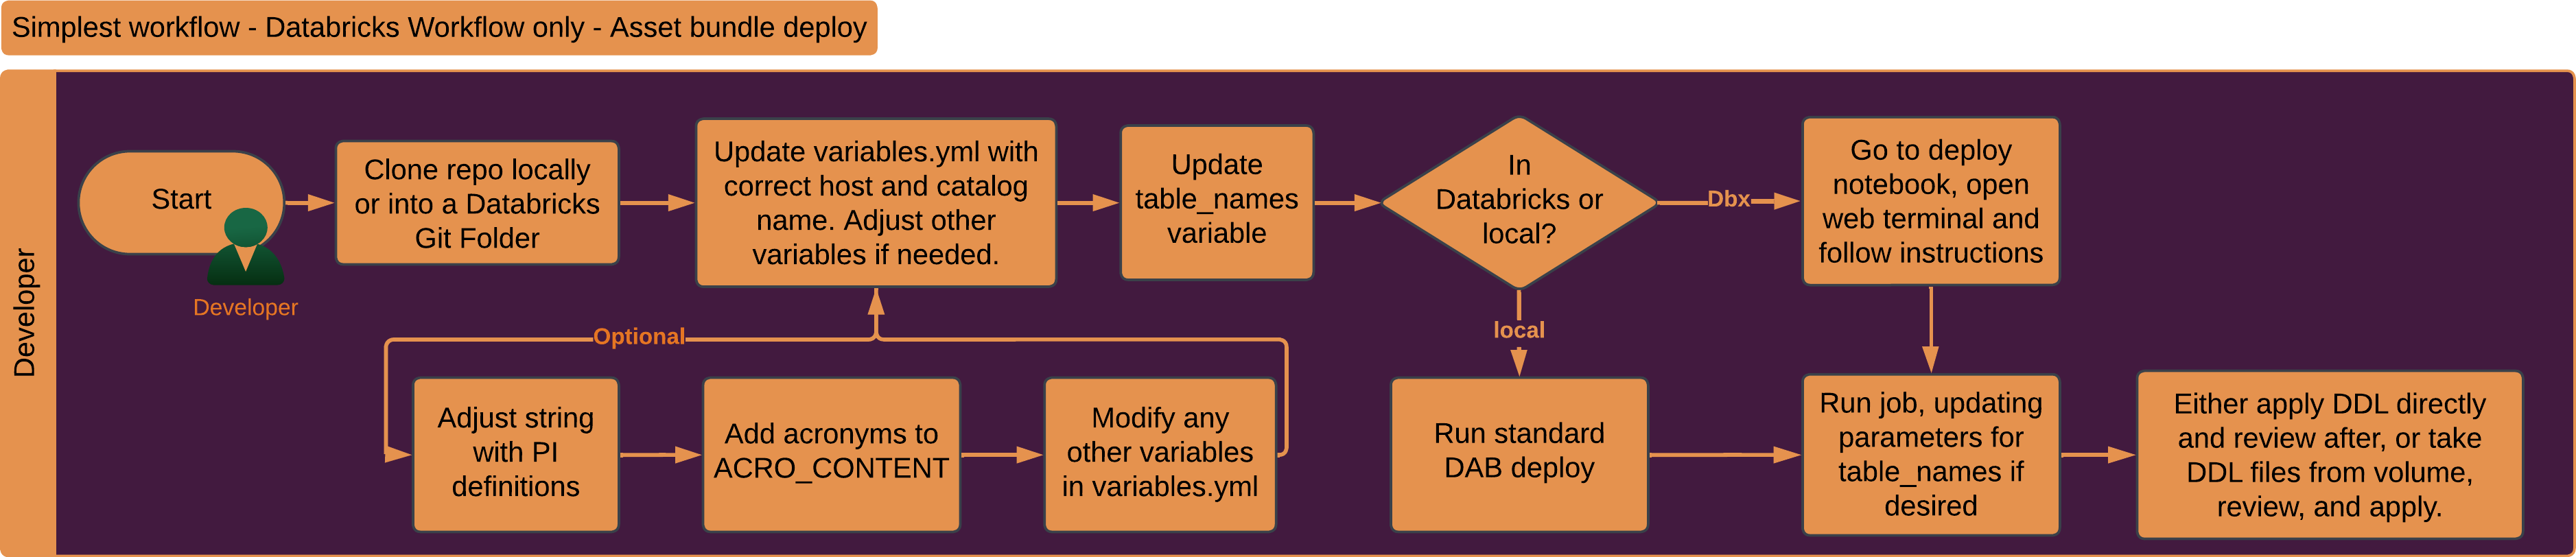 Simplest workflow - Databricks Workflow only - Asset bundle deploy
Developer
Start
Developer
Clone repo locally
or into a Databricks
Git Folder
Update variables.yml with
correct host and catalog
name. Adjust other
variables if needed.
Update
table_names
variable
In
Databricks or
local?
Dbx
Go to deploy
notebook, open
web terminal and
follow instructions
Optional
local
Adjust string
with PI
definitions
Add acronyms to
ACRO_CONTENT
Modify any
other variables
in variables.yml
Run standard
DAB deploy
Run job, updating
parameters for
table_names if
desired
Either apply DDL directly
and review after, or take
DDL files from volume,
review, and apply.